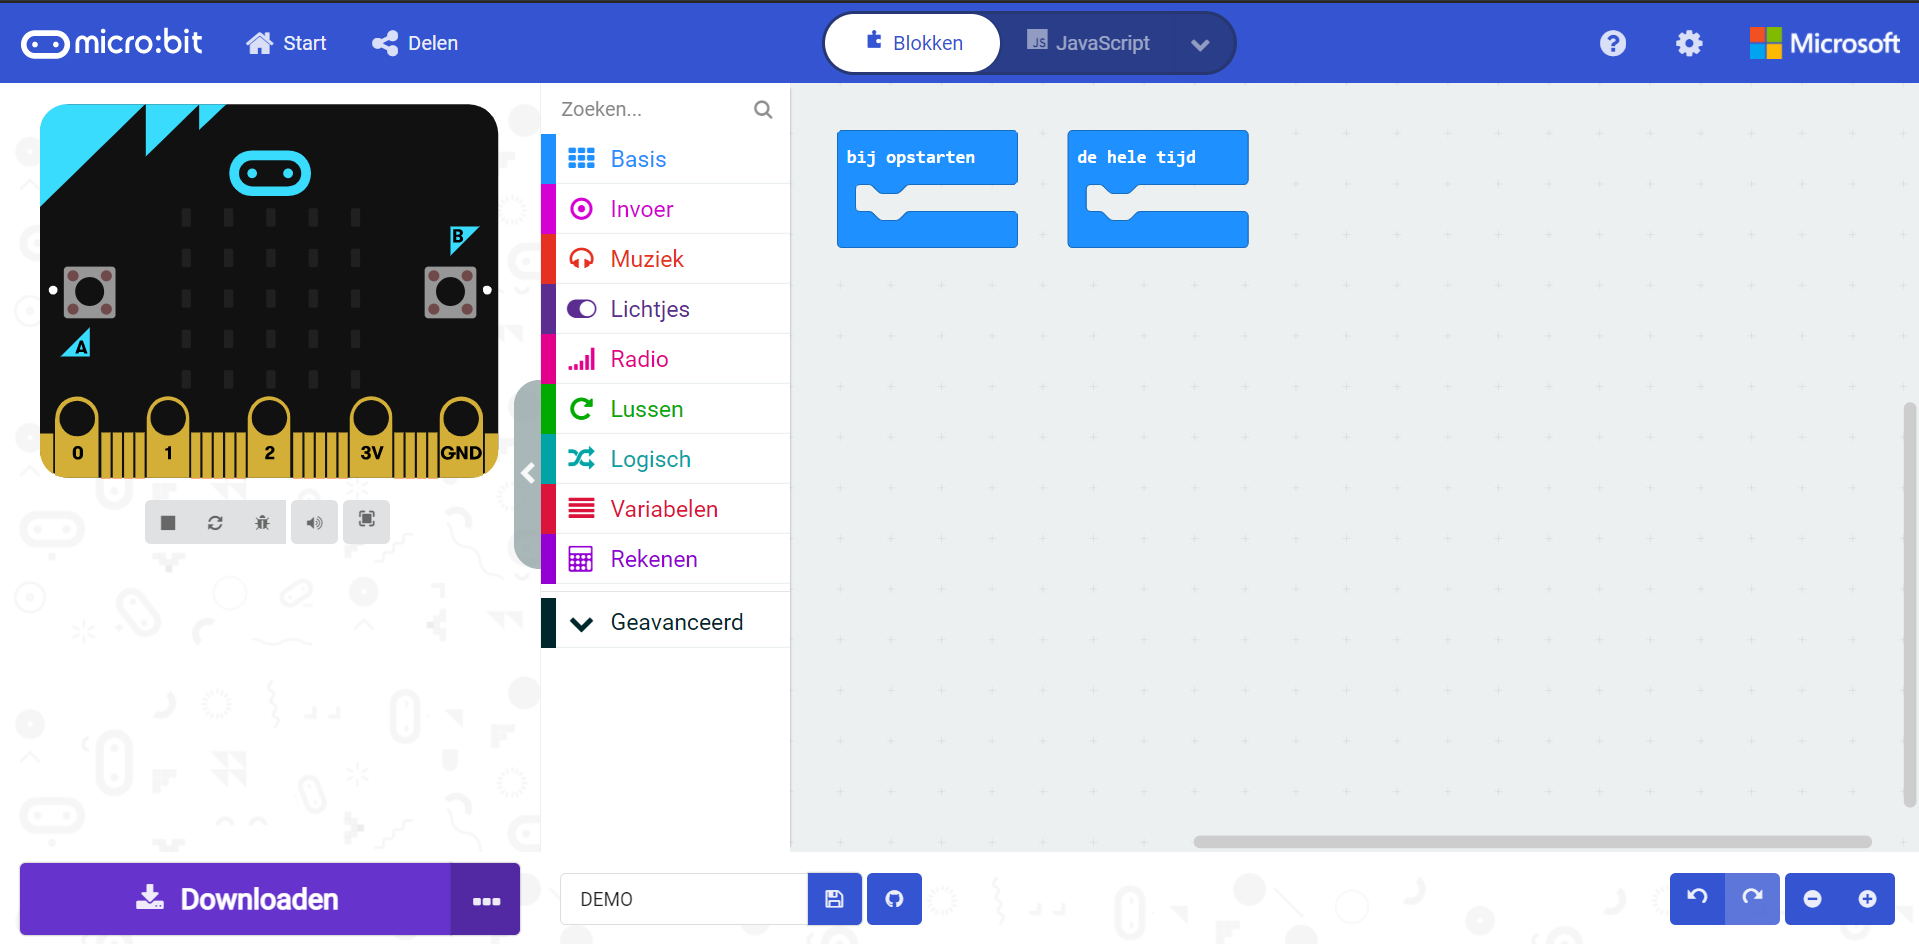 micro:bit
Start
Delen
Blokken
JS JavaScript
Microsoft
Zoeken...
Basis
Invoer
Muziek
Lichtjes
Radio
Lussen
Logisch
Variabelen
Rekenen
Geavanceerd
bij opstarten
de hele tijd
B
A
0 1 2 3V GND
Downloaden
DEMO